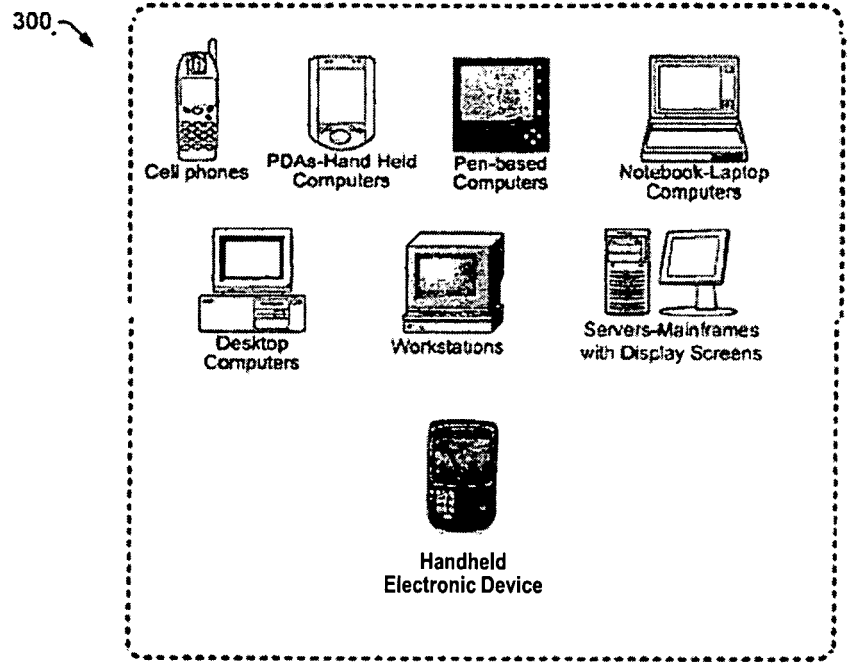 300
Cell phones
PDAs-Hand Held
Computers
Pen-based
Computers
Notebook-Laptop
Computers
Desktop
Computers
Workstations
Servers-Mainframes
with Display Screens
Handheld
Electronic Device